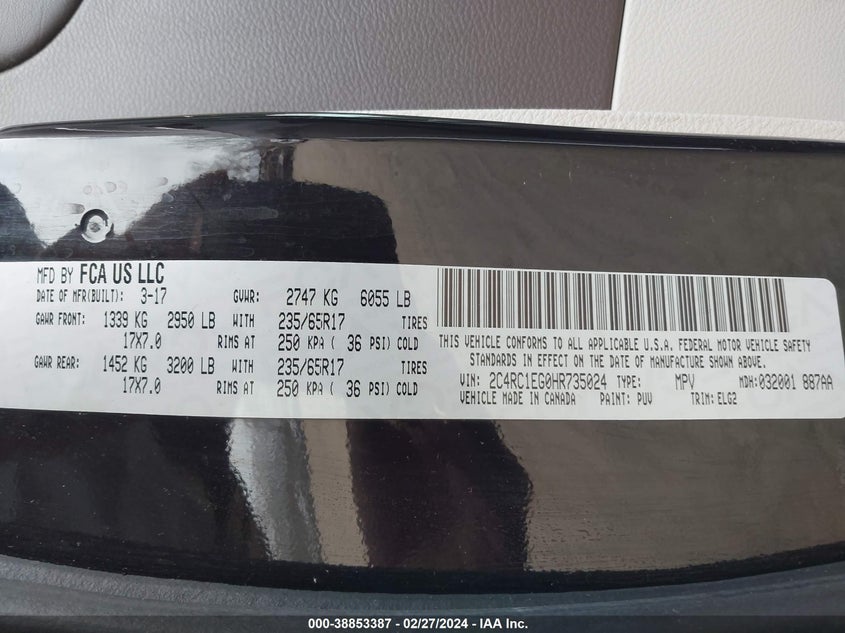 MFD BY FCA US LLC
DATE OF MFR(BUILT): 3-17 GVWR: 2747 KG 6055 LB
GAWR FRONT: 1339 KG 2950 LB WITH 235/65R17 TIRES
17X7.0 RIMS AT 250 KPA ( 36 PSI) COLD
GAWR REAR: 1452 KG 3200 LB WITH 235/65R17 TIRES
17X7.0 RIMS AT 250 KPA ( 36 PSI) COLD
THIS VEHICLE CONFORMS TO ALL APPLICABLE U.S.A. FEDERAL MOTOR VEHICLE SAFETY
STANDARDS IN EFFECT ON THE DATE OF MANUFACTURE SHOWN ABOVE.
VIN: 2C4RC1EG0HR735024 TYPE: MPV MDH:032001 887AA
VEHICLE MADE IN CANADA PAINT: PUV TRIM:ELG2
000-38853387 - 02/27/2024 - IAA Inc.